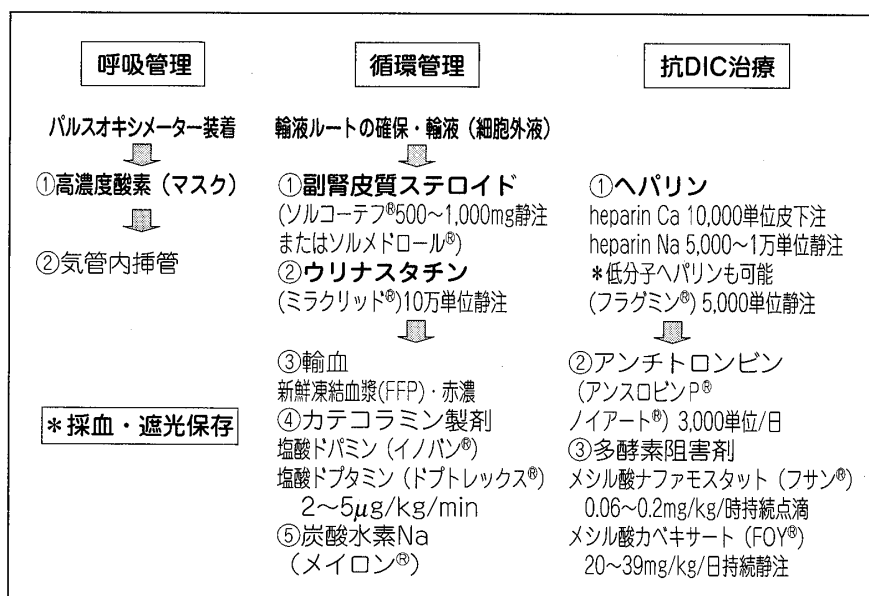 呼吸管理
パルスオキシメーター装着
①高濃度酸素（マスク）
②気管内挿管
＊採血・遮光保存
循環管理
輸液ルートの確保・輸液（細胞外液）
①副腎皮質ステロイド
(ソルコーテフ®500～1,000mg静注
またはソルメドロール®)
②ウリナスタチン
(ミラクリッド®)10万単位静注
③輸血
新鮮凍結血漿(FFP)・赤濃
④カテコラミン製剤
塩酸ドパミン（イノバン®）
塩酸ドブタミン（ドブトレックス®）
2～5μg/kg/min
⑤炭酸水素Na
（メイロン®）
抗DIC治療
①ヘパリン
heparin Ca 10,000単位皮下注
heparin Na 5,000～1万単位静注
＊低分子ヘパリンも可能
(フラグミン®) 5,000単位静注
②アンチトロンビン
（アンスロビンP®
ノイアート®）3,000単位/日
③多酵素阻害剤
メシル酸ナファモスタット（フサン®）
0.06～0.2mg/kg/時持続点滴
メシル酸カベキサート（FOY®）
20～39mg/kg/日持続静注